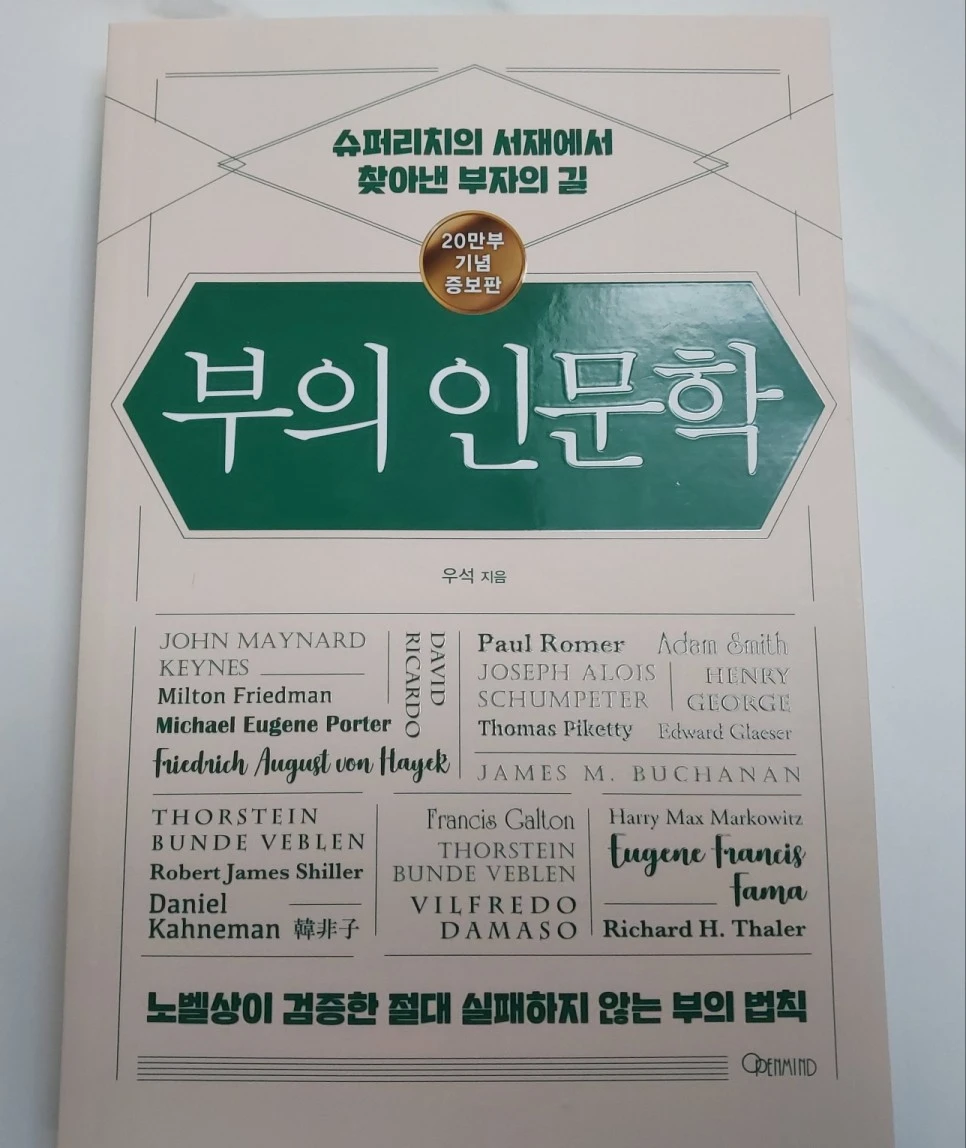 슈퍼리치의 서재에서
찾아낸 부자의 길
20만부
기념
증보판
부의 인문학
우석 지음
JOHN MAYNARD
KEYNES
Milton Friedman
Michael Eugene Porter
Friedrich August von Hayek
DAVID
RICARDO
Paul Romer
JOSEPH ALOIS
SCHUMPETER
Thomas Piketty
Adam Smith
HENRY
GEORGE
Edward Glaeser
JAMES M. BUCHANAN
THORSTEIN
BUNDE VEBLEN
Robert James Shiller
Daniel
Kahneman 韓非子
Francis Galton
THORSTEIN
BUNDE VEBLEN
VILFREDO
DAMASO
Harry Max Markowitz
Eugene Francis
Fama
Richard H. Thaler
노벨상이 검증한 절대 실패하지 않는 부의 법칙
OPENMIND